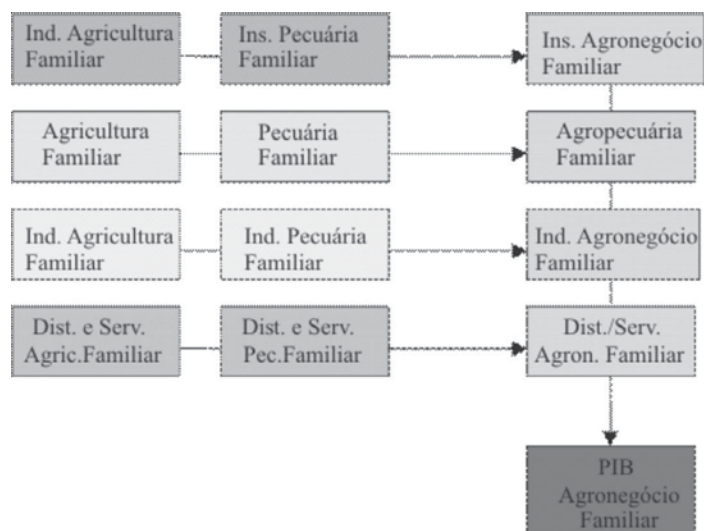 Ind. Agricultura
Familiar
Ins. Pecuária
Familiar
Ins. Agronegócio
Familiar
Agricultura
Familiar
Pecuária
Familiar
Agropecuária
Familiar
Ind. Agricultura
Familiar
Ind. Pecuária
Familiar
Ind. Agronegócio
Familiar
Dist. e Serv.
Agric.Familiar
Dist. e Serv.
Pec.Familiar
Dist./Serv.
Agron. Familiar
PIB
Agronegócio
Familiar